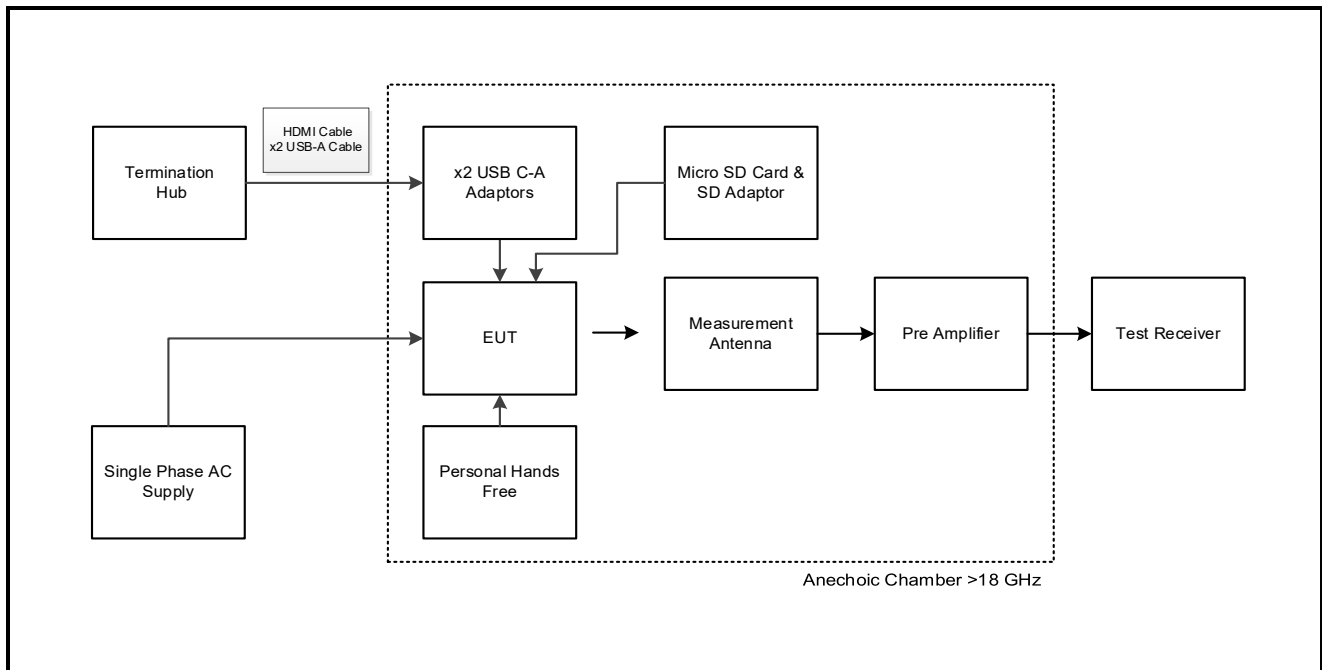 HDMI Cable
x2 USB-A Cable
Termination
Hub
x2 USB C-A
Adaptors
Micro SD Card &
SD Adaptor
EUT
Measurement
Antenna
Pre Amplifier
Test Receiver
Single Phase AC
Supply
Personal Hands
Free
Anechoic Chamber >18 GHz